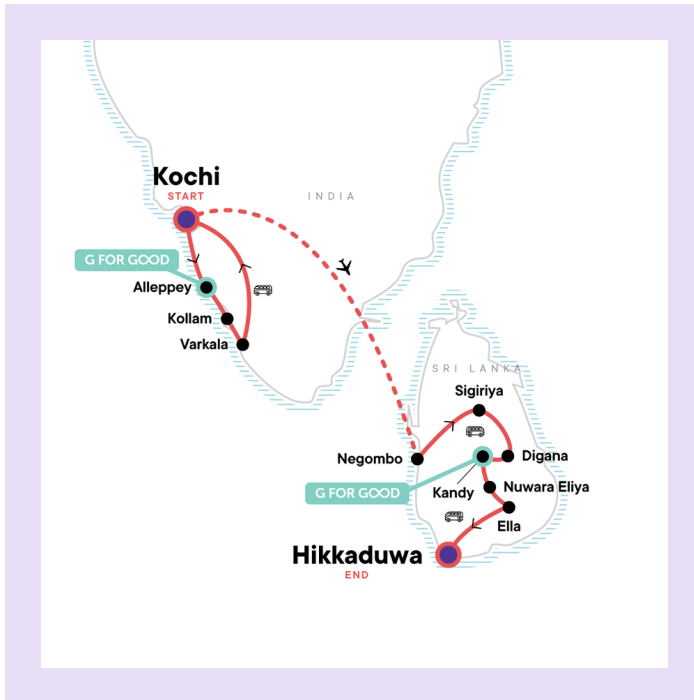 Kochi
START
INDIA
G FOR GOOD
Alleppey
Kollam
Varkala
SRI LANKA
Sigiriya
Negombo
Digana
G FOR GOOD
Kandy
Nuwara Eliya
Ella
Hikkaduwa
END